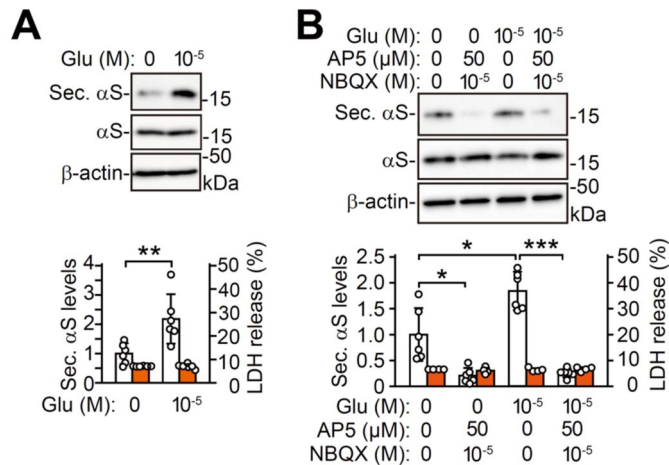 A
Glu (M): 0 10⁻⁵
Sec. αS -15
αS -15
β-actin -50
kDa
**
Sec. αS levels
4
3
2
1
0
LDH release (%)
50
40
30
20
10
0
Glu (M): 0 10⁻⁵
B
Glu (M): 0 0 10⁻⁵ 10⁻⁵
AP5 (μM): 0 50 0 50
NBQX (M): 0 10⁻⁵ 0 10⁻⁵
Sec. αS -15
αS- -15
β-actin- -50
kDa
* * ***
Sec. αS levels
2.5
2.0
1.5
1.0
0.5
0
LDH release (%)
50
40
30
20
10
0
Glu (M): 0 0 10⁻⁵ 10⁻⁵
AP5 (μM): 0 50 0 50
NBQX (M): 0 10⁻⁵ 0 10⁻⁵